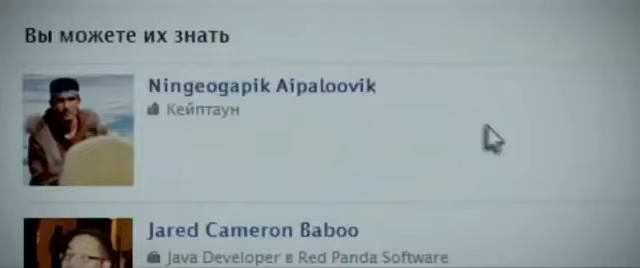 Вы можете их знать
Ningeogapik Aipaloovik
Кейптаун
Jared Cameron Baboo
Java Developer в Red Panda Software